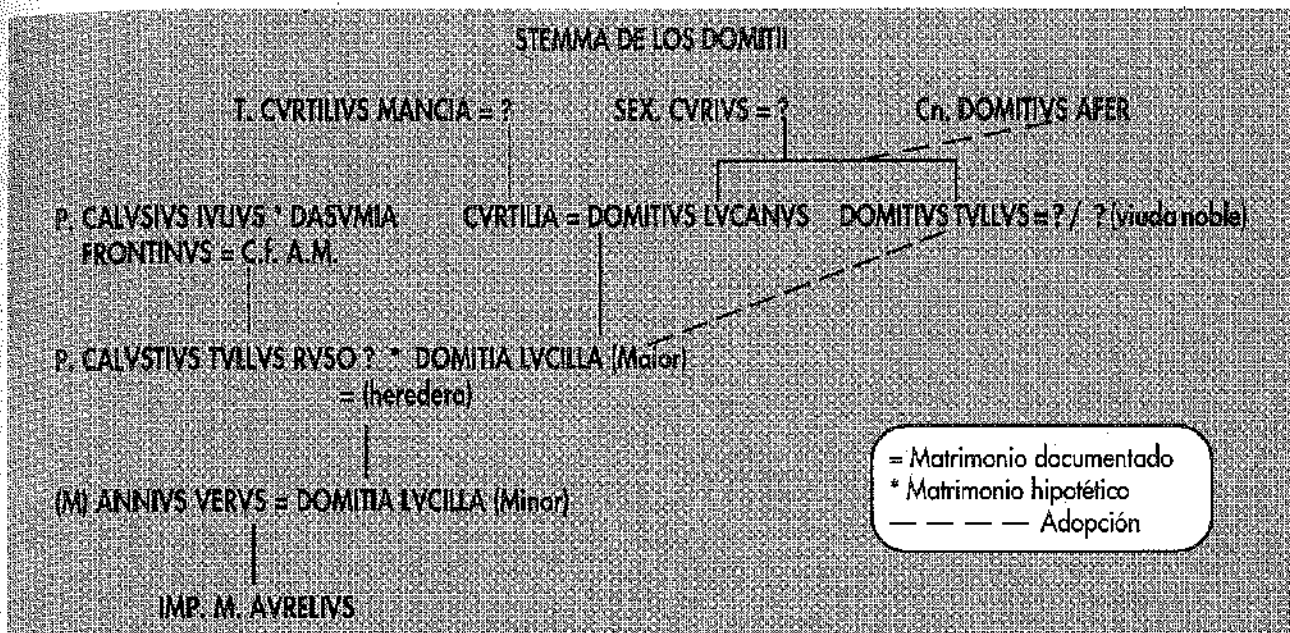 STEMMA DE LOS DOMITII
T. CVRTILIVS MANCIA = ? SEX. CVRIVS = ? Cn. DOMITIVS AFER
P. CALVSIVS IVLIVS * DASVMIA CVRTILIA = DOMITIVS LVCANVS DOMITIVS TVLLVS = ? / ? (viuda noble)
FRONTINVS = C.f. A.M.
P. CALVSTIVS TVLLVS RVSO ? * DOMITIA LVCILLA (Maior)
= (heredera)
(M) ANNIVS VERVS = DOMITIA LVCILLA (Minor)
IMP. M. AVRELIVS
= Matrimonio documentado
* Matrimonio hipotético
— — — — — Adopción